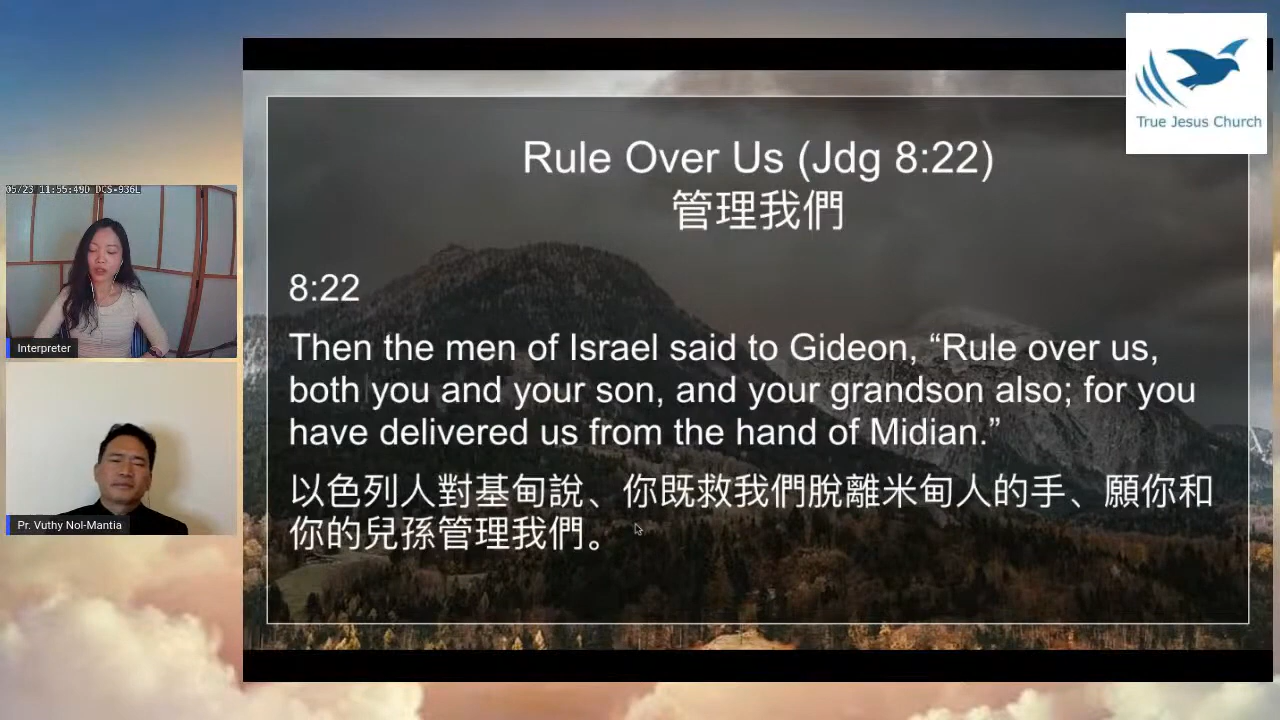 True Jesus Church
Rule Over Us (Jdg 8:22)
管理我們
8:22
Then the men of Israel said to Gideon, “Rule over us,
both you and your son, and your grandson also; for you
have delivered us from the hand of Midian.”
以色列人對基甸說、你既救我們脫離米甸人的手、願你和
你的兒孫管理我們。
05/23 11:55:49D DCS-936L
Interpreter
Pr. Vuthy Nol-Mantia